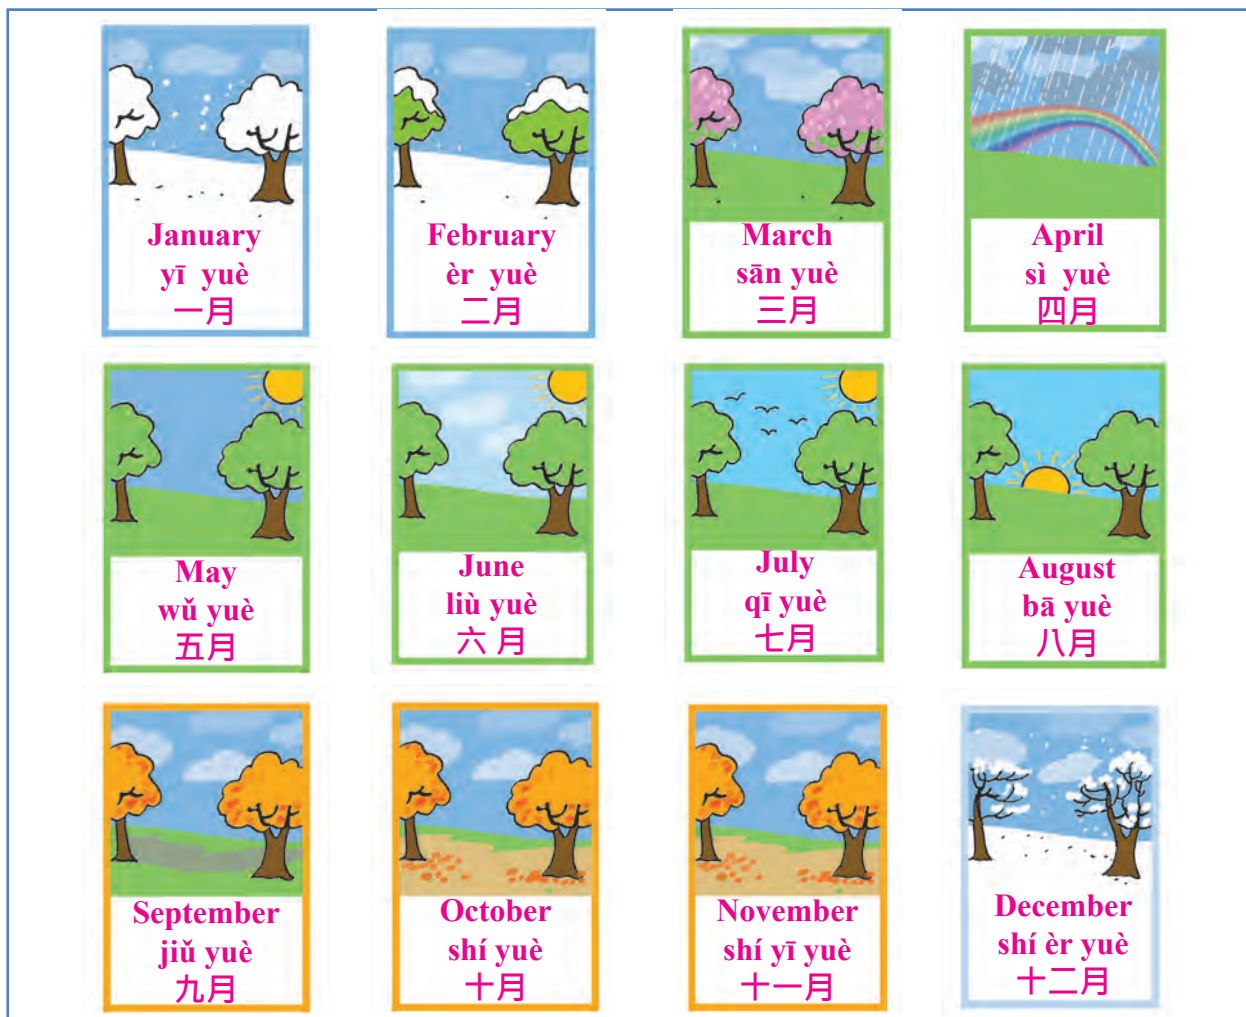 January
yī yuè
一月
February
èr yuè
二月
March
sān yuè
三月
April
sì yuè
四月
May
wǔ yuè
五月
June
liù yuè
六 月
July
qī yuè
七月
August
bā yuè
八月
September
jiǔ yuè
九月
October
shí yuè
十月
November
shí yī yuè
十一月
December
shí èr yuè
十二月